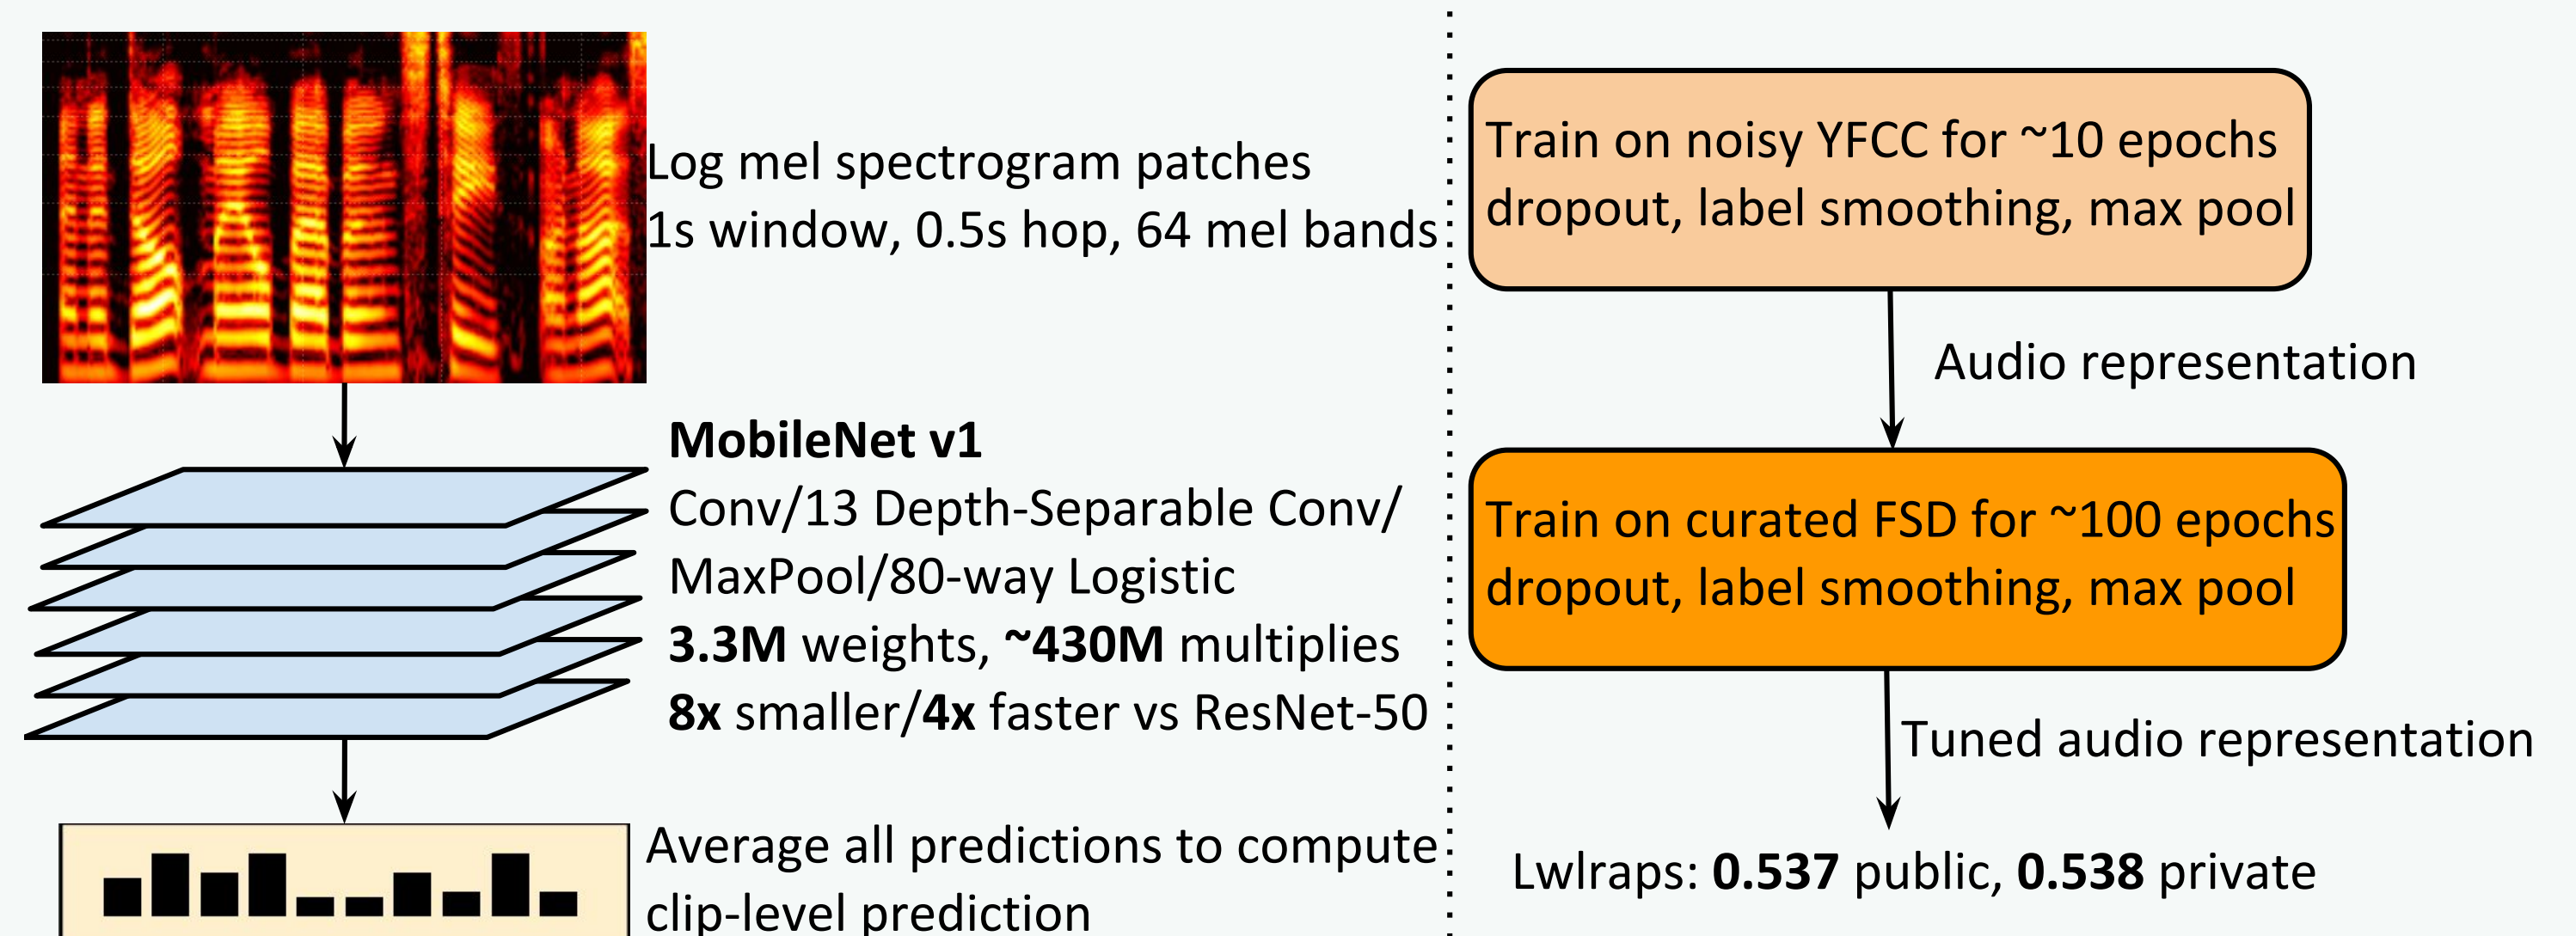 Log mel spectrogram patches
1s window, 0.5s hop, 64 mel bands
MobileNet v1
Conv/13 Depth-Separable Conv/
MaxPool/80-way Logistic
3.3M weights, ~430M multiplies
8x smaller/4x faster vs ResNet-50
Average all predictions to compute
clip-level prediction
Train on noisy YFCC for ~10 epochs
dropout, label smoothing, max pool
Audio representation
Train on curated FSD for ~100 epochs
dropout, label smoothing, max pool
Tuned audio representation
Lwlraps: 0.537 public, 0.538 private